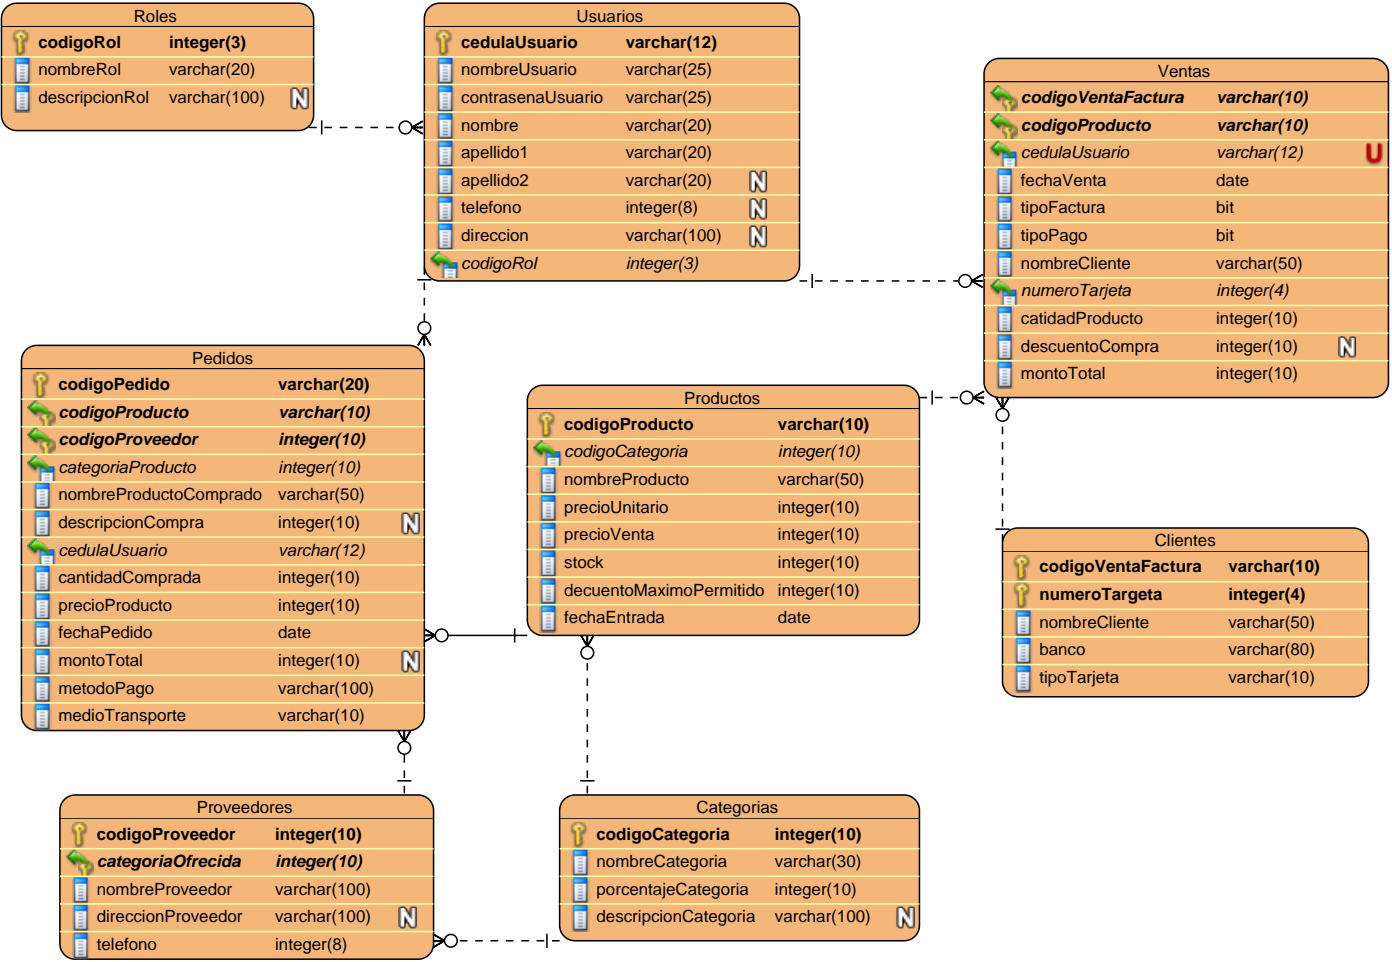 Roles
codigoRol integer(3)
nombreRol varchar(20)
descripcionRol varchar(100) N
Usuarios
cedulaUsuario varchar(12)
nombreUsuario varchar(25)
contrasenaUsuario varchar(25)
nombre varchar(20)
apellido1 varchar(20)
apellido2 varchar(20) N
telefono integer(8) N
direccion varchar(100) N
codigoRol integer(3)
Ventas
codigoVentaFactura varchar(10)
codigoProducto varchar(10)
cedulaUsuario varchar(12) U
fechaVenta date
tipoFactura bit
tipoPago bit
nombreCliente varchar(50)
numeroTarjeta integer(4)
catidadProducto integer(10)
descuentoCompra integer(10) N
montoTotal integer(10)
Pedidos
codigoPedido varchar(20)
codigoProducto varchar(10)
codigoProveedor integer(10)
categoriaProducto integer(10)
nombreProductoComprado varchar(50)
descripcionCompra integer(10) N
cedulaUsuario varchar(12)
cantidadComprada integer(10)
precioProducto integer(10)
fechaPedido date
montoTotal integer(10) N
metodoPago varchar(100)
medioTransporte varchar(10)
Productos
codigoProducto varchar(10)
codigoCategoria integer(10)
nombreProducto varchar(50)
precioUnitario integer(10)
precioVenta integer(10)
stock integer(10)
decuentoMaximoPermitido integer(10)
fechaEntrada date
Clientes
codigoVentaFactura varchar(10)
numeroTargeta integer(4)
nombreCliente varchar(50)
banco varchar(80)
tipoTarjeta varchar(10)
Proveedores
codigoProveedor integer(10)
categoriaOfrecida integer(10)
nombreProveedor varchar(100)
direccionProveedor varchar(100) N
telefono integer(8)
Categorias
codigoCategoria integer(10)
nombreCategoria varchar(30)
porcentajeCategoria integer(10)
descripcionCategoria varchar(100) N